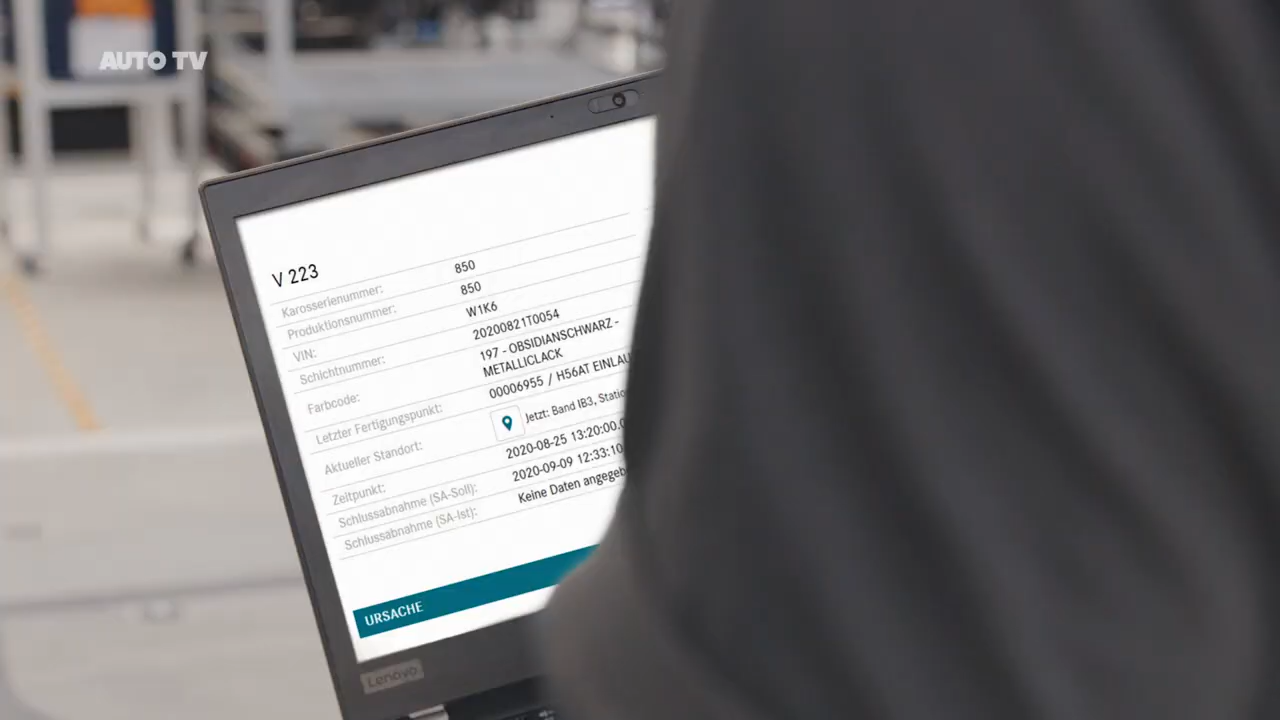 AUTO TV
V 223
Karosserienummer: 850
Produktionsnummer: 850
VIN: W1K6
Schichtnummer: 20200821T0054
Farbcode: 197 - OBSIDIANSCHWARZ -
METALLICLACK
Letzter Fertigungspunkt: 00006955 / H56AT EINLAU
Aktueller Standort: Jetzt: Band IB3, Statio
Zeitpunkt: 2020-08-25 13:20:00.0
Schlussabnahme (SA-Soll): 2020-09-09 12:33:10
Schlussabnahme (SA-Ist): Keine Daten angegeb
URSACHE
Lenovo